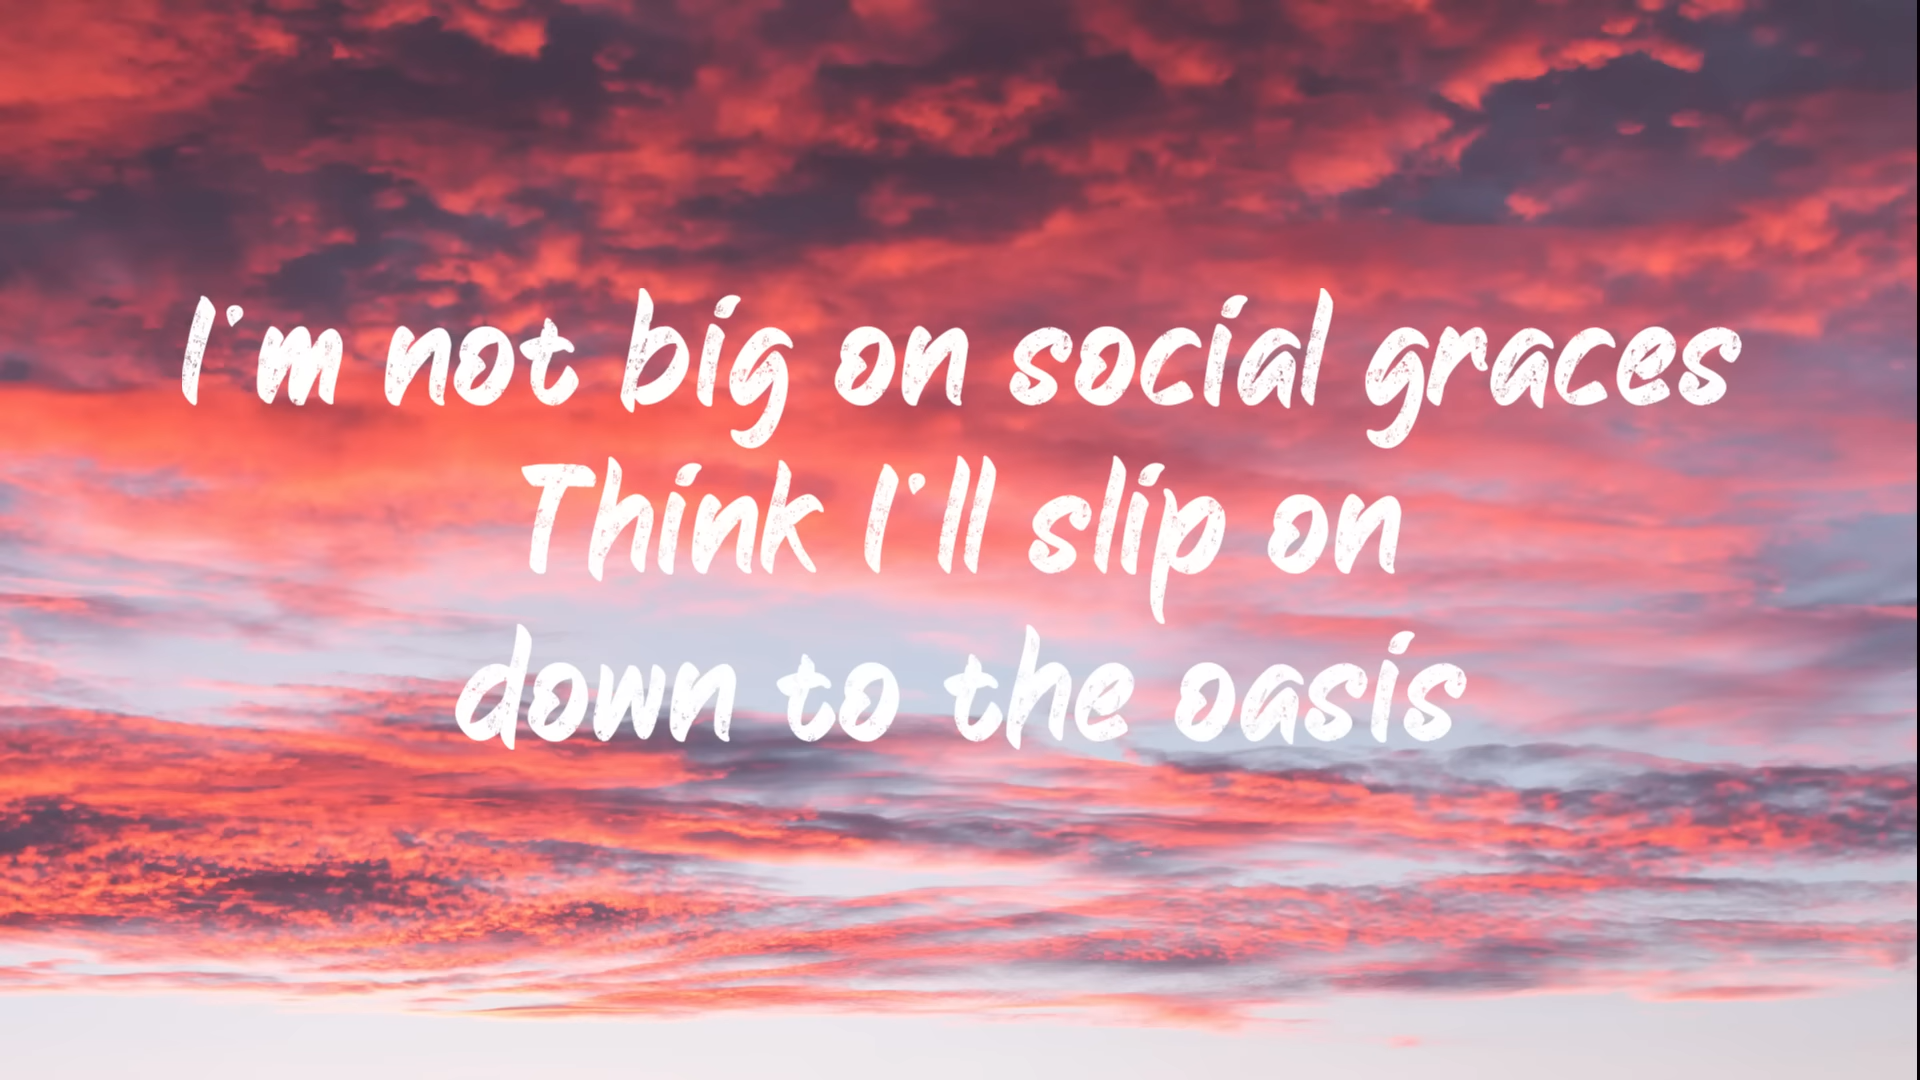 I'm not big on social graces
Think I'll slip on
down to the oasis